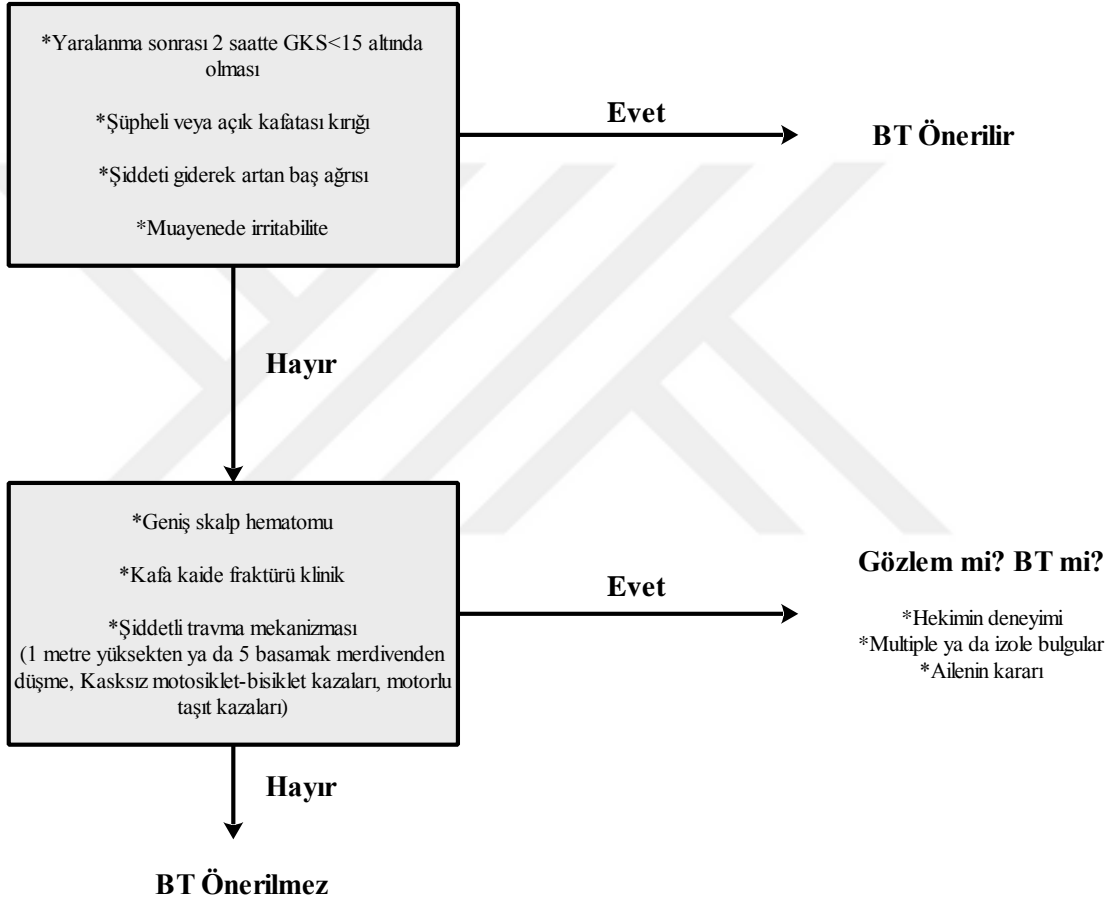 *Yaralanma sonrası 2 saatte GKS<15 altında
olması
*Şüpheli veya açık kafatası kırığı
*Şiddeti giderek artan baş ağrısı
*Muayenede irritabilite
Evet
BT Önerilir
Hayır
*Geniş skalp hematomu
*Kafa kaide fraktürü klinik
*Şiddetli travma mekanizması
(1 metre yüksekten ya da 5 basamak merdivenden
düşme, Kasksız motosiklet-bisiklet kazaları, motorlu
taşıt kazaları)
Evet
Gözlem mi? BT mi?
*Hekimin deneyimi
*Multiple ya da izole bulgular
*Ailenin kararı
Hayır
BT Önerilmez